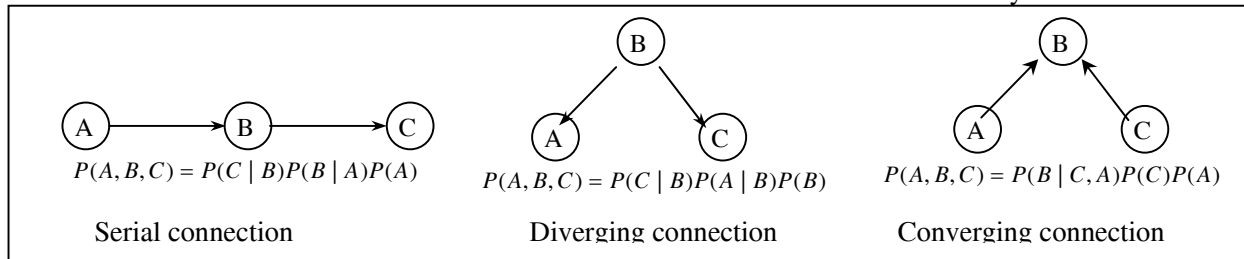 B
B
A B C
A C
A C
P(A, B, C) = P(C | B)P(B | A)P(A)
P(A, B, C) = P(C | B)P(A | B)P(B)
P(A, B, C) = P(B | C, A)P(C)P(A)
Serial connection
Diverging connection
Converging connection